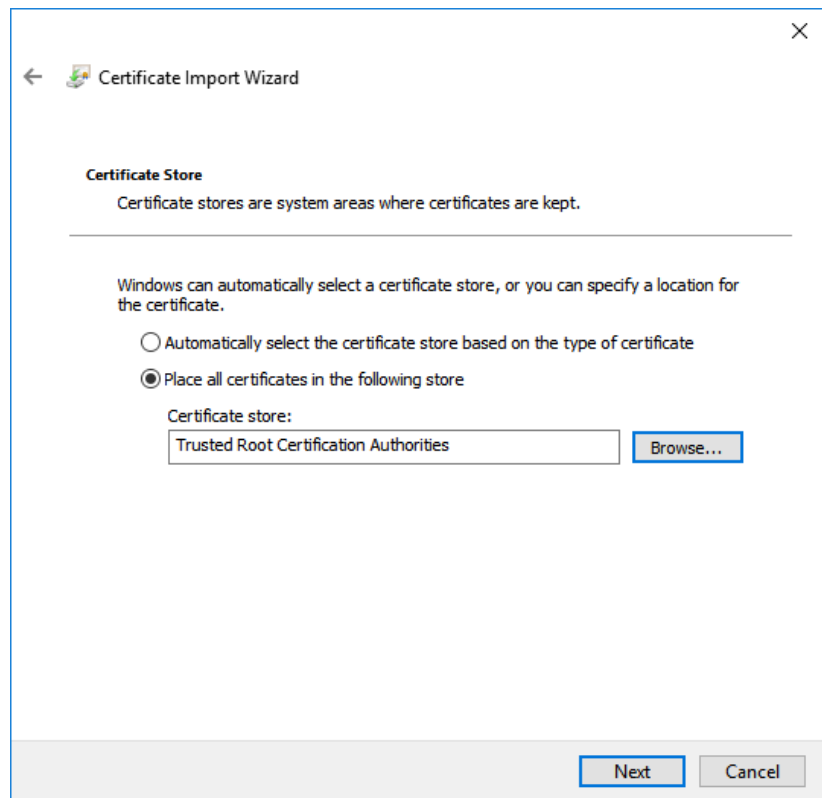 Certificate Import Wizard
Certificate Store
Certificate stores are system areas where certificates are kept.
Windows can automatically select a certificate store, or you can specify a location for
the certificate.
Automatically select the certificate store based on the type of certificate
Place all certificates in the following store
Certificate store:
Trusted Root Certification Authorities
Browse...
Next
Cancel